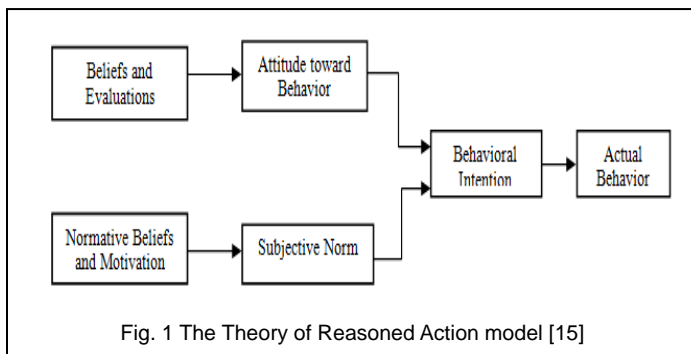 Beliefs and
Evaluations
Attitude toward
Behavior
Behavioral
Intention
Actual
Behavior
Normative Beliefs
and Motivation
Subjective Norm
Fig. 1 The Theory of Reasoned Action model [15]